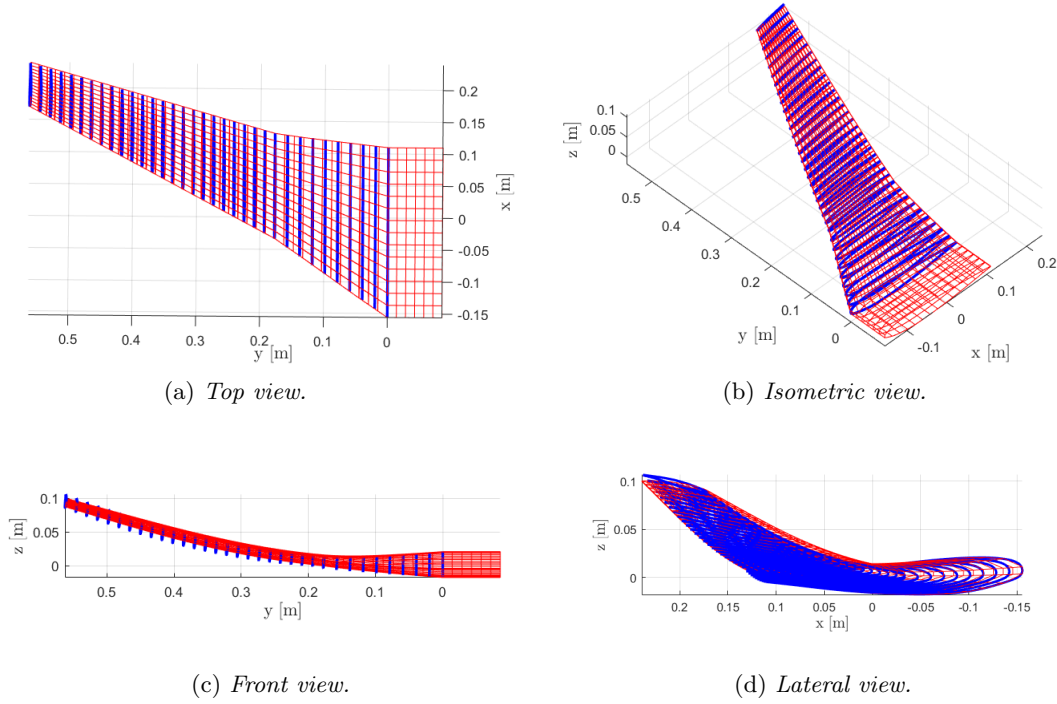 0.2
0.15
0.1
0.05
0
-0.05
-0.1
-0.15
x [m]
0.5 0.4 0.3 0.2 0.1 0
y [m]
(a) Top view.
0.1
0.05
0
z [m]
0.5
0.4
0.3
0.2
0.1
0
y [m]
0.2
0.1
0
-0.1
x [m]
(b) Isometric view.
0.1
0.05
0
z [m]
0.5 0.4 0.3 0.2 0.1 0
y [m]
(c) Front view.
0.1
0.05
0
z [m]
0.2 0.15 0.1 0.05 0 -0.05 -0.1 -0.15
x [m]
(d) Lateral view.